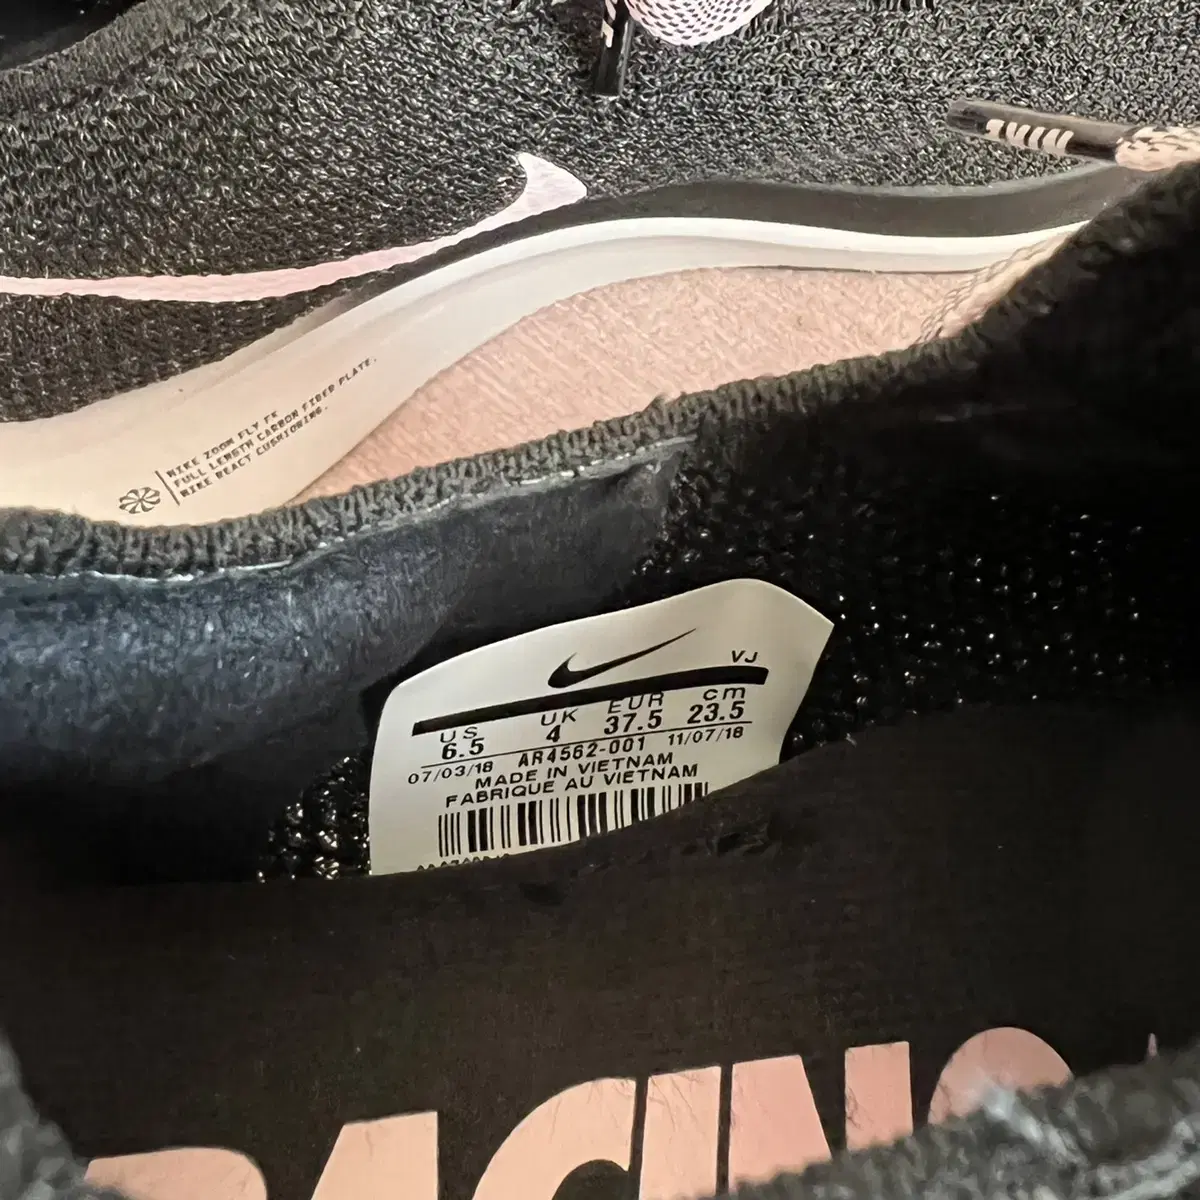 NIKE ZOOM FLY FK
FULL LENGTH CARBON FIBER PLATE.
NIKE REACT CUSHIONING.
VJ
US UK EUR cm
6.5 4 37.5 23.5
07/03/18 AR4562-001 11/07/18
MADE IN VIETNAM
FABRIQUE AU VIETNAM
RACING